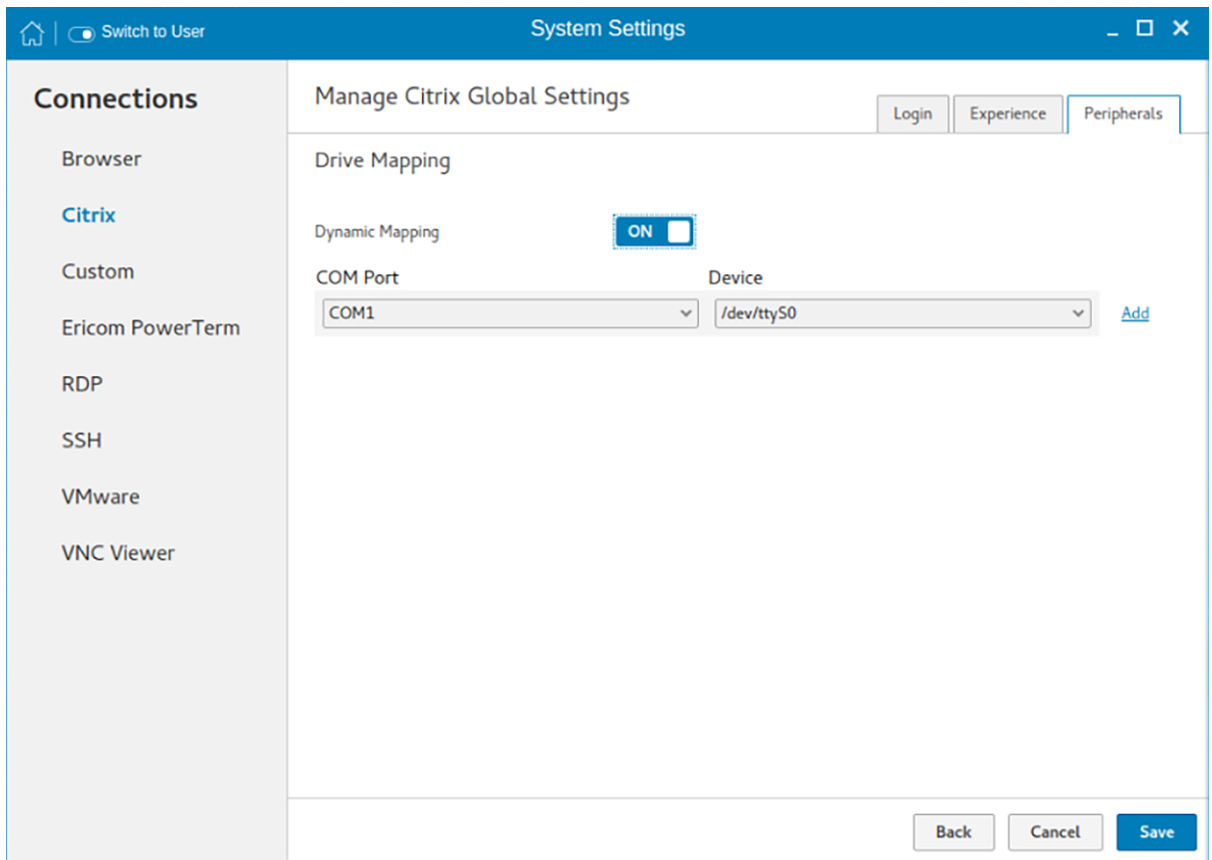 Switch to User
System Settings
Connections
Browser
Citrix
Custom
Ericom PowerTerm
RDP
SSH
VMware
VNC Viewer
Manage Citrix Global Settings
Login Experience Peripherals
Drive Mapping
Dynamic Mapping ON
COM Port Device
COM1 /dev/ttyS0 Add
Back Cancel Save